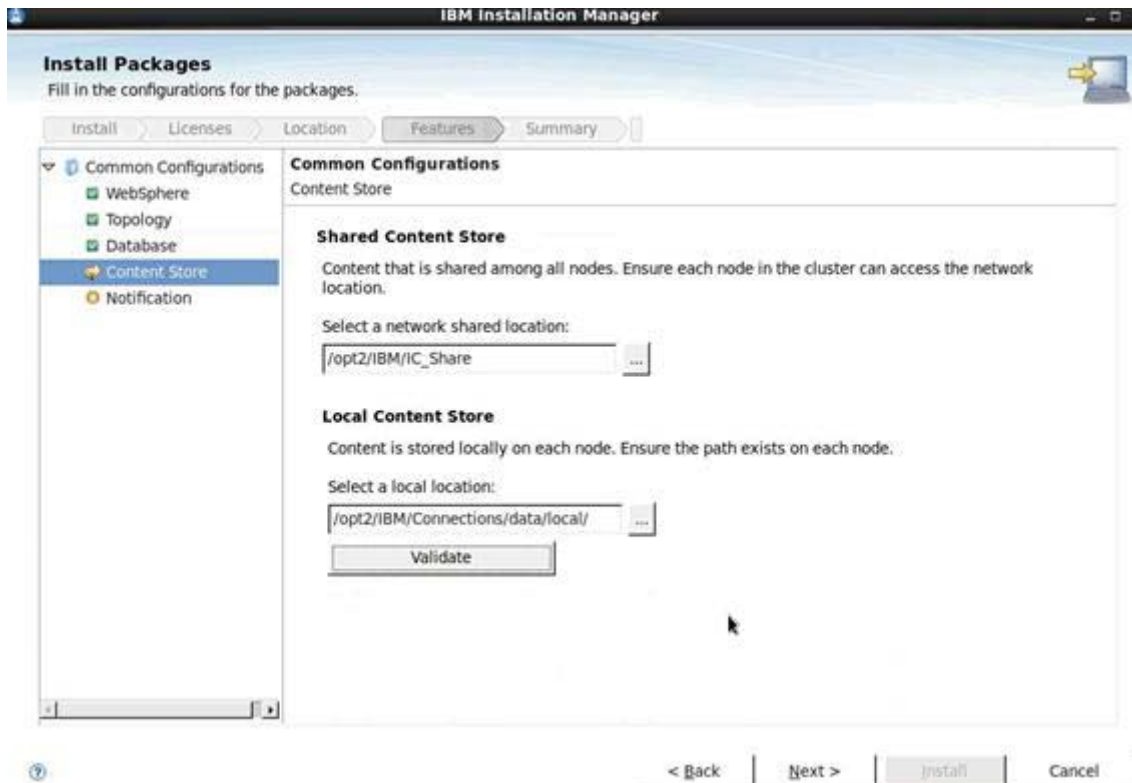 IBM Installation Manager
Install Packages
Fill in the configurations for the packages.
Install
Licenses
Location
Features
Summary
Common Configurations
WebSphere
Topology
Database
Content Store
Notification
Common Configurations
Content Store
Shared Content Store
Content that is shared among all nodes. Ensure each node in the cluster can access the network
location.
Select a network shared location:
/opt2/IBM/IC_Share
...
Local Content Store
Content is stored locally on each node. Ensure the path exists on each node.
Select a local location:
/opt2/IBM/Connections/data/local/
...
Validate
?
< Back
Next >
Install
Cancel